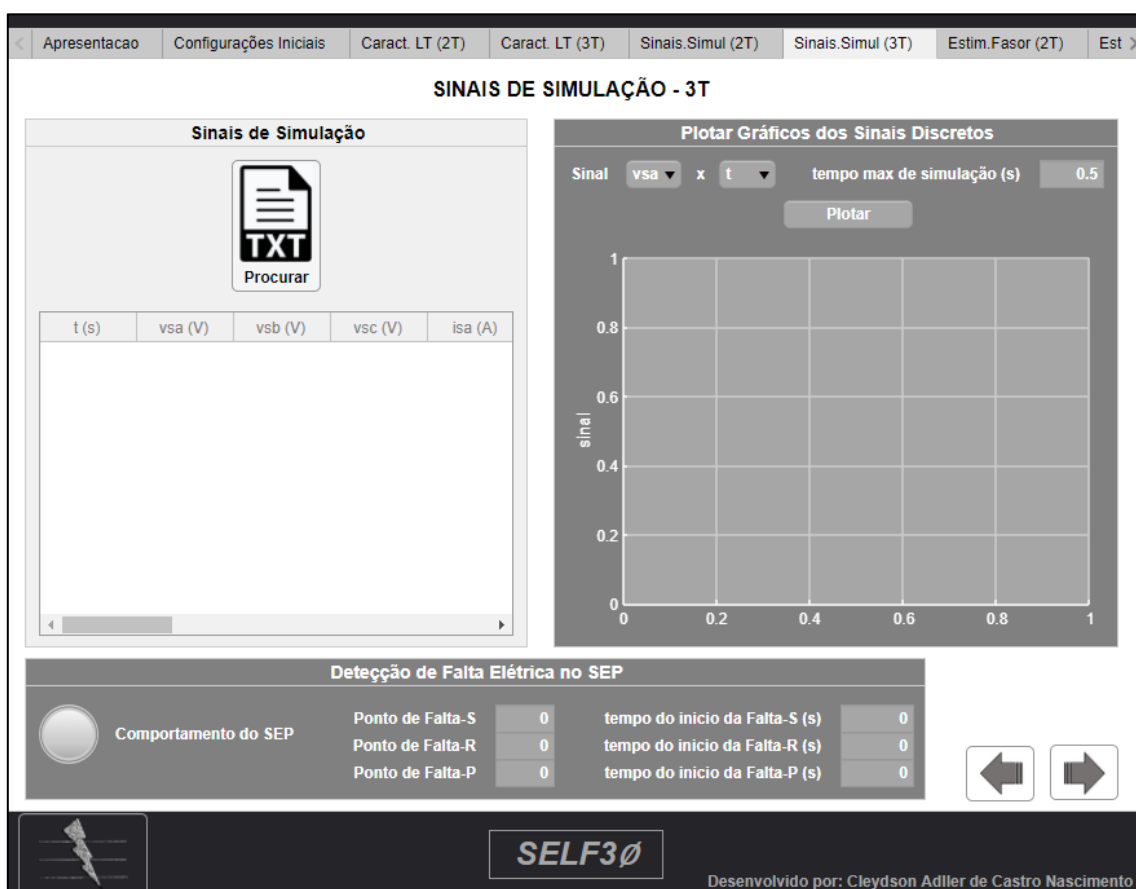 Apresentacao Configurações Iniciais Caract. LT (2T) Caract. LT (3T) Sinais.Simul (2T) Sinais.Simul (3T) Estim.Fasor (2T) Est
SINAIS DE SIMULAÇÃO - 3T
Sinais de Simulação
TXT
Procurar
t (s) vsa (V) vsb (V) vsc (V) isa (A)
Plotar Gráficos dos Sinais Discretos
Sinal vsa x t tempo max de simulação (s) 0.5
Plotar
1
0.8
0.6
0.4
0.2
0
sinal
0 0.2 0.4 0.6 0.8 1
Deteçção de Falta Elétrica no SEP
Comportamento do SEP
Ponto de Falta-S 0 tempo do inicio da Falta-S (s) 0
Ponto de Falta-R 0 tempo do inicio da Falta-R (s) 0
Ponto de Falta-P 0 tempo do inicio da Falta-P (s) 0
SELF3Ø
Desenvolvido por: Cleydson Adller de Castro Nascimento